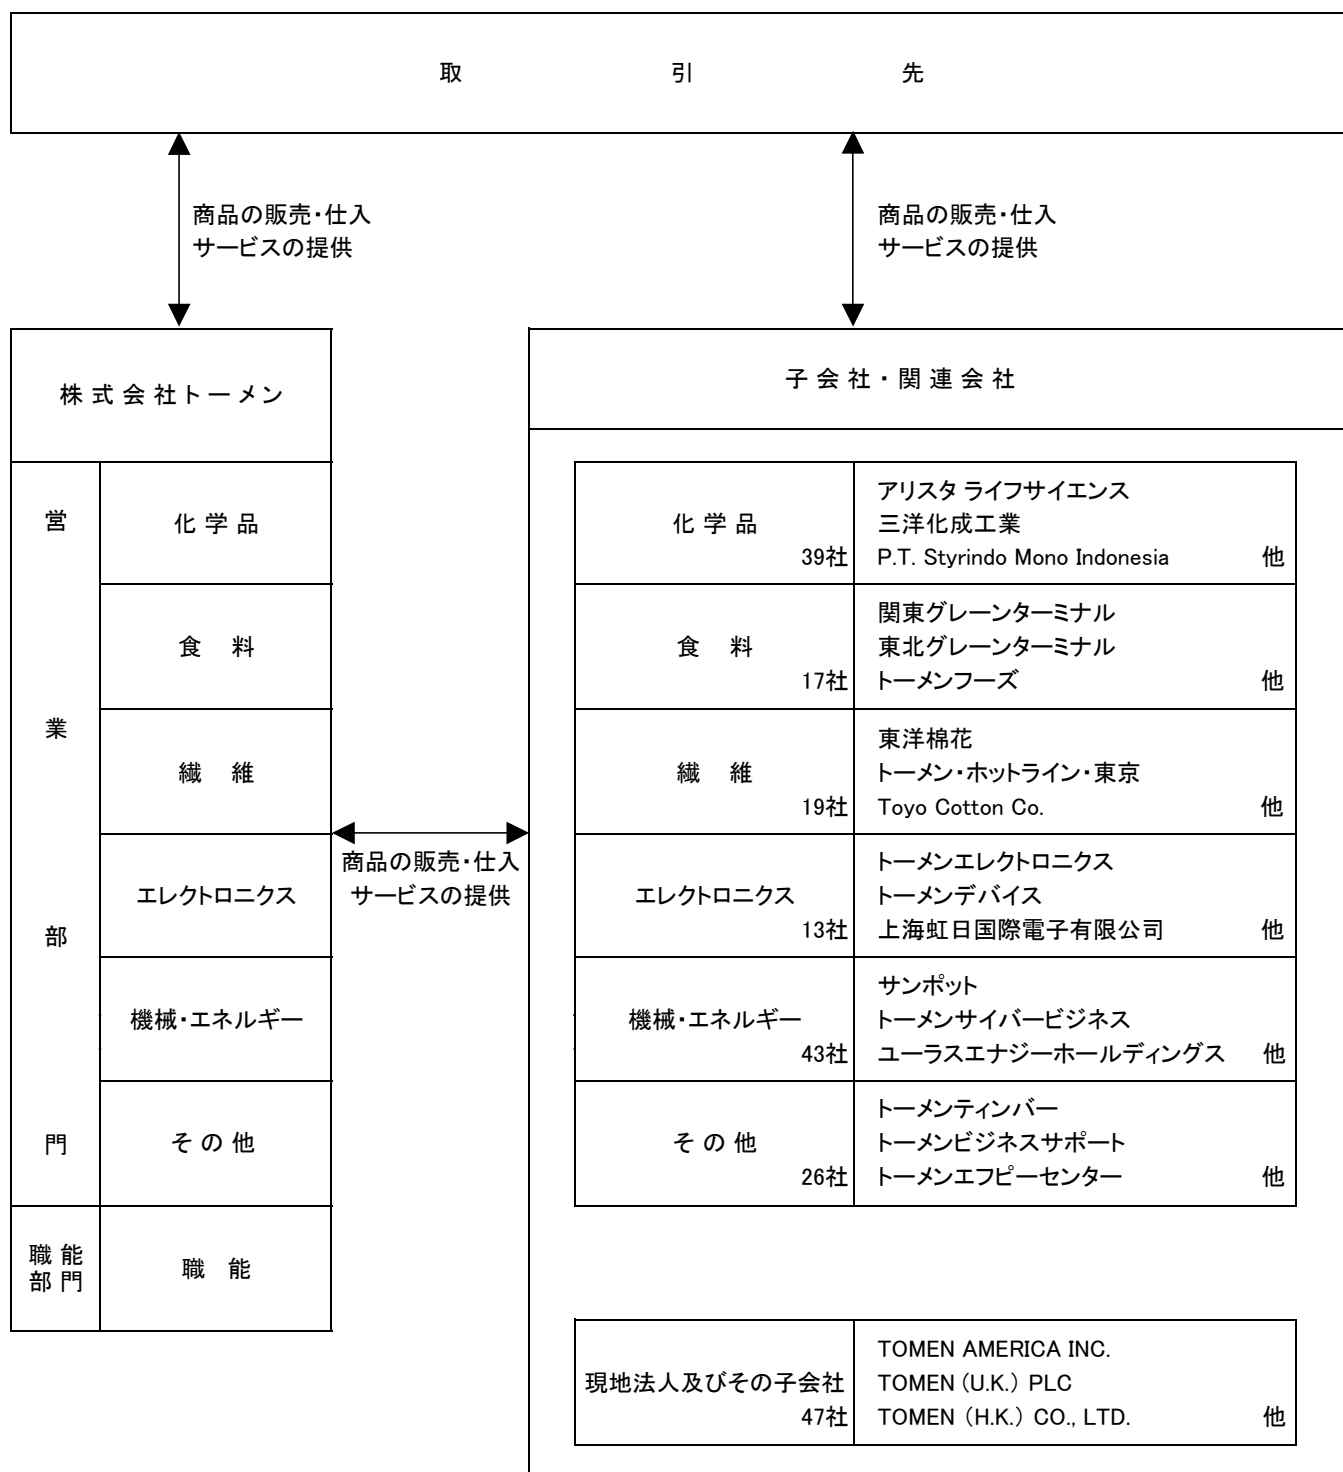 取引先
商品の販売・仕入
サービスの提供
商品の販売・仕入
サービスの提供
株式会社トーメン
営業部門
化学品
食料
繊維
エレクトロニクス
機械・エネルギー
その他
職能
部門
職能
商品の販売・仕入
サービスの提供
子会社・関連会社
化学品
39社
アリスタ ライフサイエンス
三洋化成工業
P.T. Styrindo Mono Indonesia 他
食料
17社
関東グレーンターミナル
東北グレーンターミナル
トーメンフーズ 他
繊維
19社
東洋棉花
トーメン・ホットライン・東京
Toyo Cotton Co. 他
エレクトロニクス
13社
トーメンエレクトロニクス
トーメンデバイス
上海虹日国際電子有限公司 他
機械・エネルギー
43社
サンポット
トーメンサイバービジネス
ユーラスエナジーホールディングス 他
その他
26社
トーメンティンバー
トーメンビジネスサポート
トーメンエフピーセンター 他
現地法人及びその子会社
47社
TOMEN AMERICA INC.
TOMEN (U.K.) PLC
TOMEN (H.K.) CO., LTD. 他